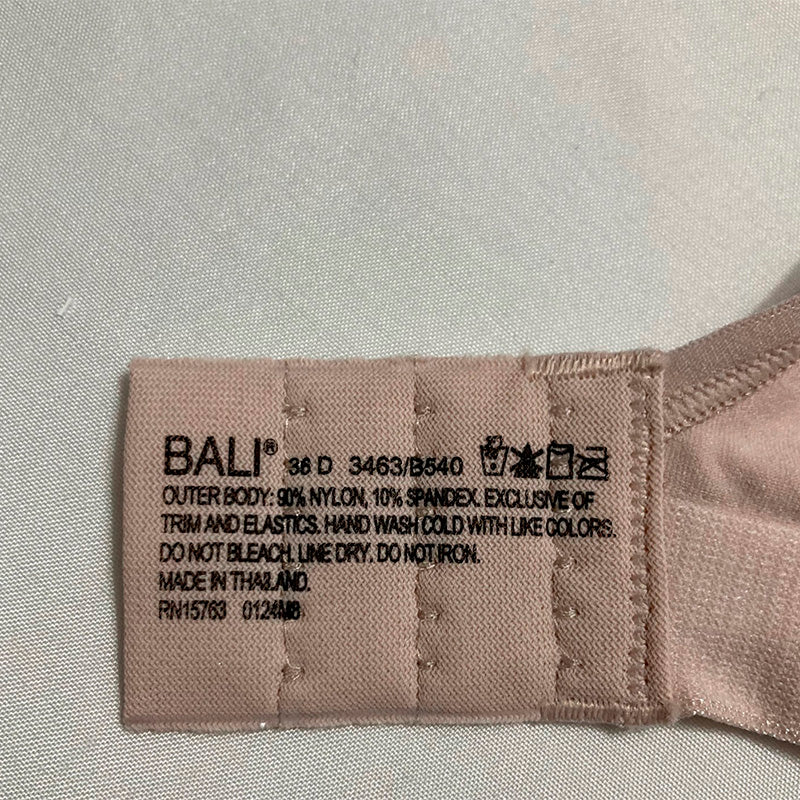 BALI® 36 D 3463/B540
OUTER BODY: 90% NYLON, 10% SPANDEX. EXCLUSIVE OF
TRIM AND ELASTICS. HAND WASH COLD WITH LIKE COLORS.
DO NOT BLEACH. LINE DRY. DO NOT IRON.
MADE IN THAILAND.
RN15763 0124M8